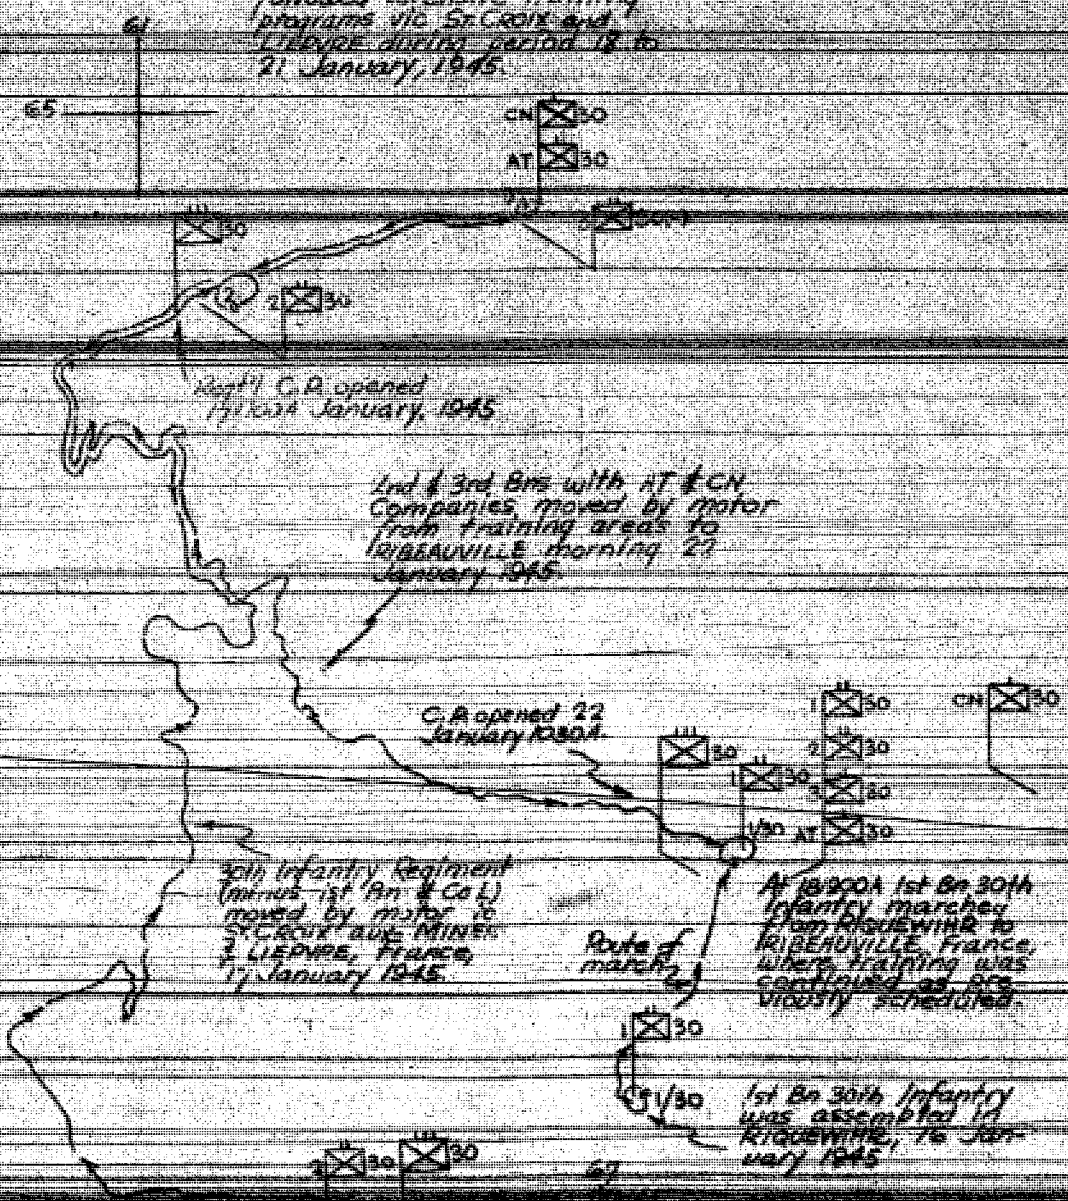 programs vic St. Croix and
LIEPVRE during period 18 to
21 January, 1945.
61
65
CN 30
AT 30
30
2 30
C.P. opened
January, 1945
2nd & 3rd Bns with AT & CN
Companies moved by motor
from training areas to
RIBEAUVILLE morning
January 1945.
C.P. opened 22
January 1030A.
30
1 30
1/30
1 30
2 30
3 30
AT 30
CN 30
30th Infantry Regiment
(minus 1st Bn & Co L)
moved by motor to
ST. CROIX aux MINES
& LIEPVRE, France,
17 January 1945.
Route of
march
At 181200A 1st Bn 30th
Infantry marched
from RIQUEWIHR to
RIBEAUVILLE, France,
where training was
continued as pre-
viously scheduled.
1 30
1/30
1st Bn 30th Infantry
was assembled in
RIQUEWIHR, 16 Jan-
uary 1945
3 30
30
67